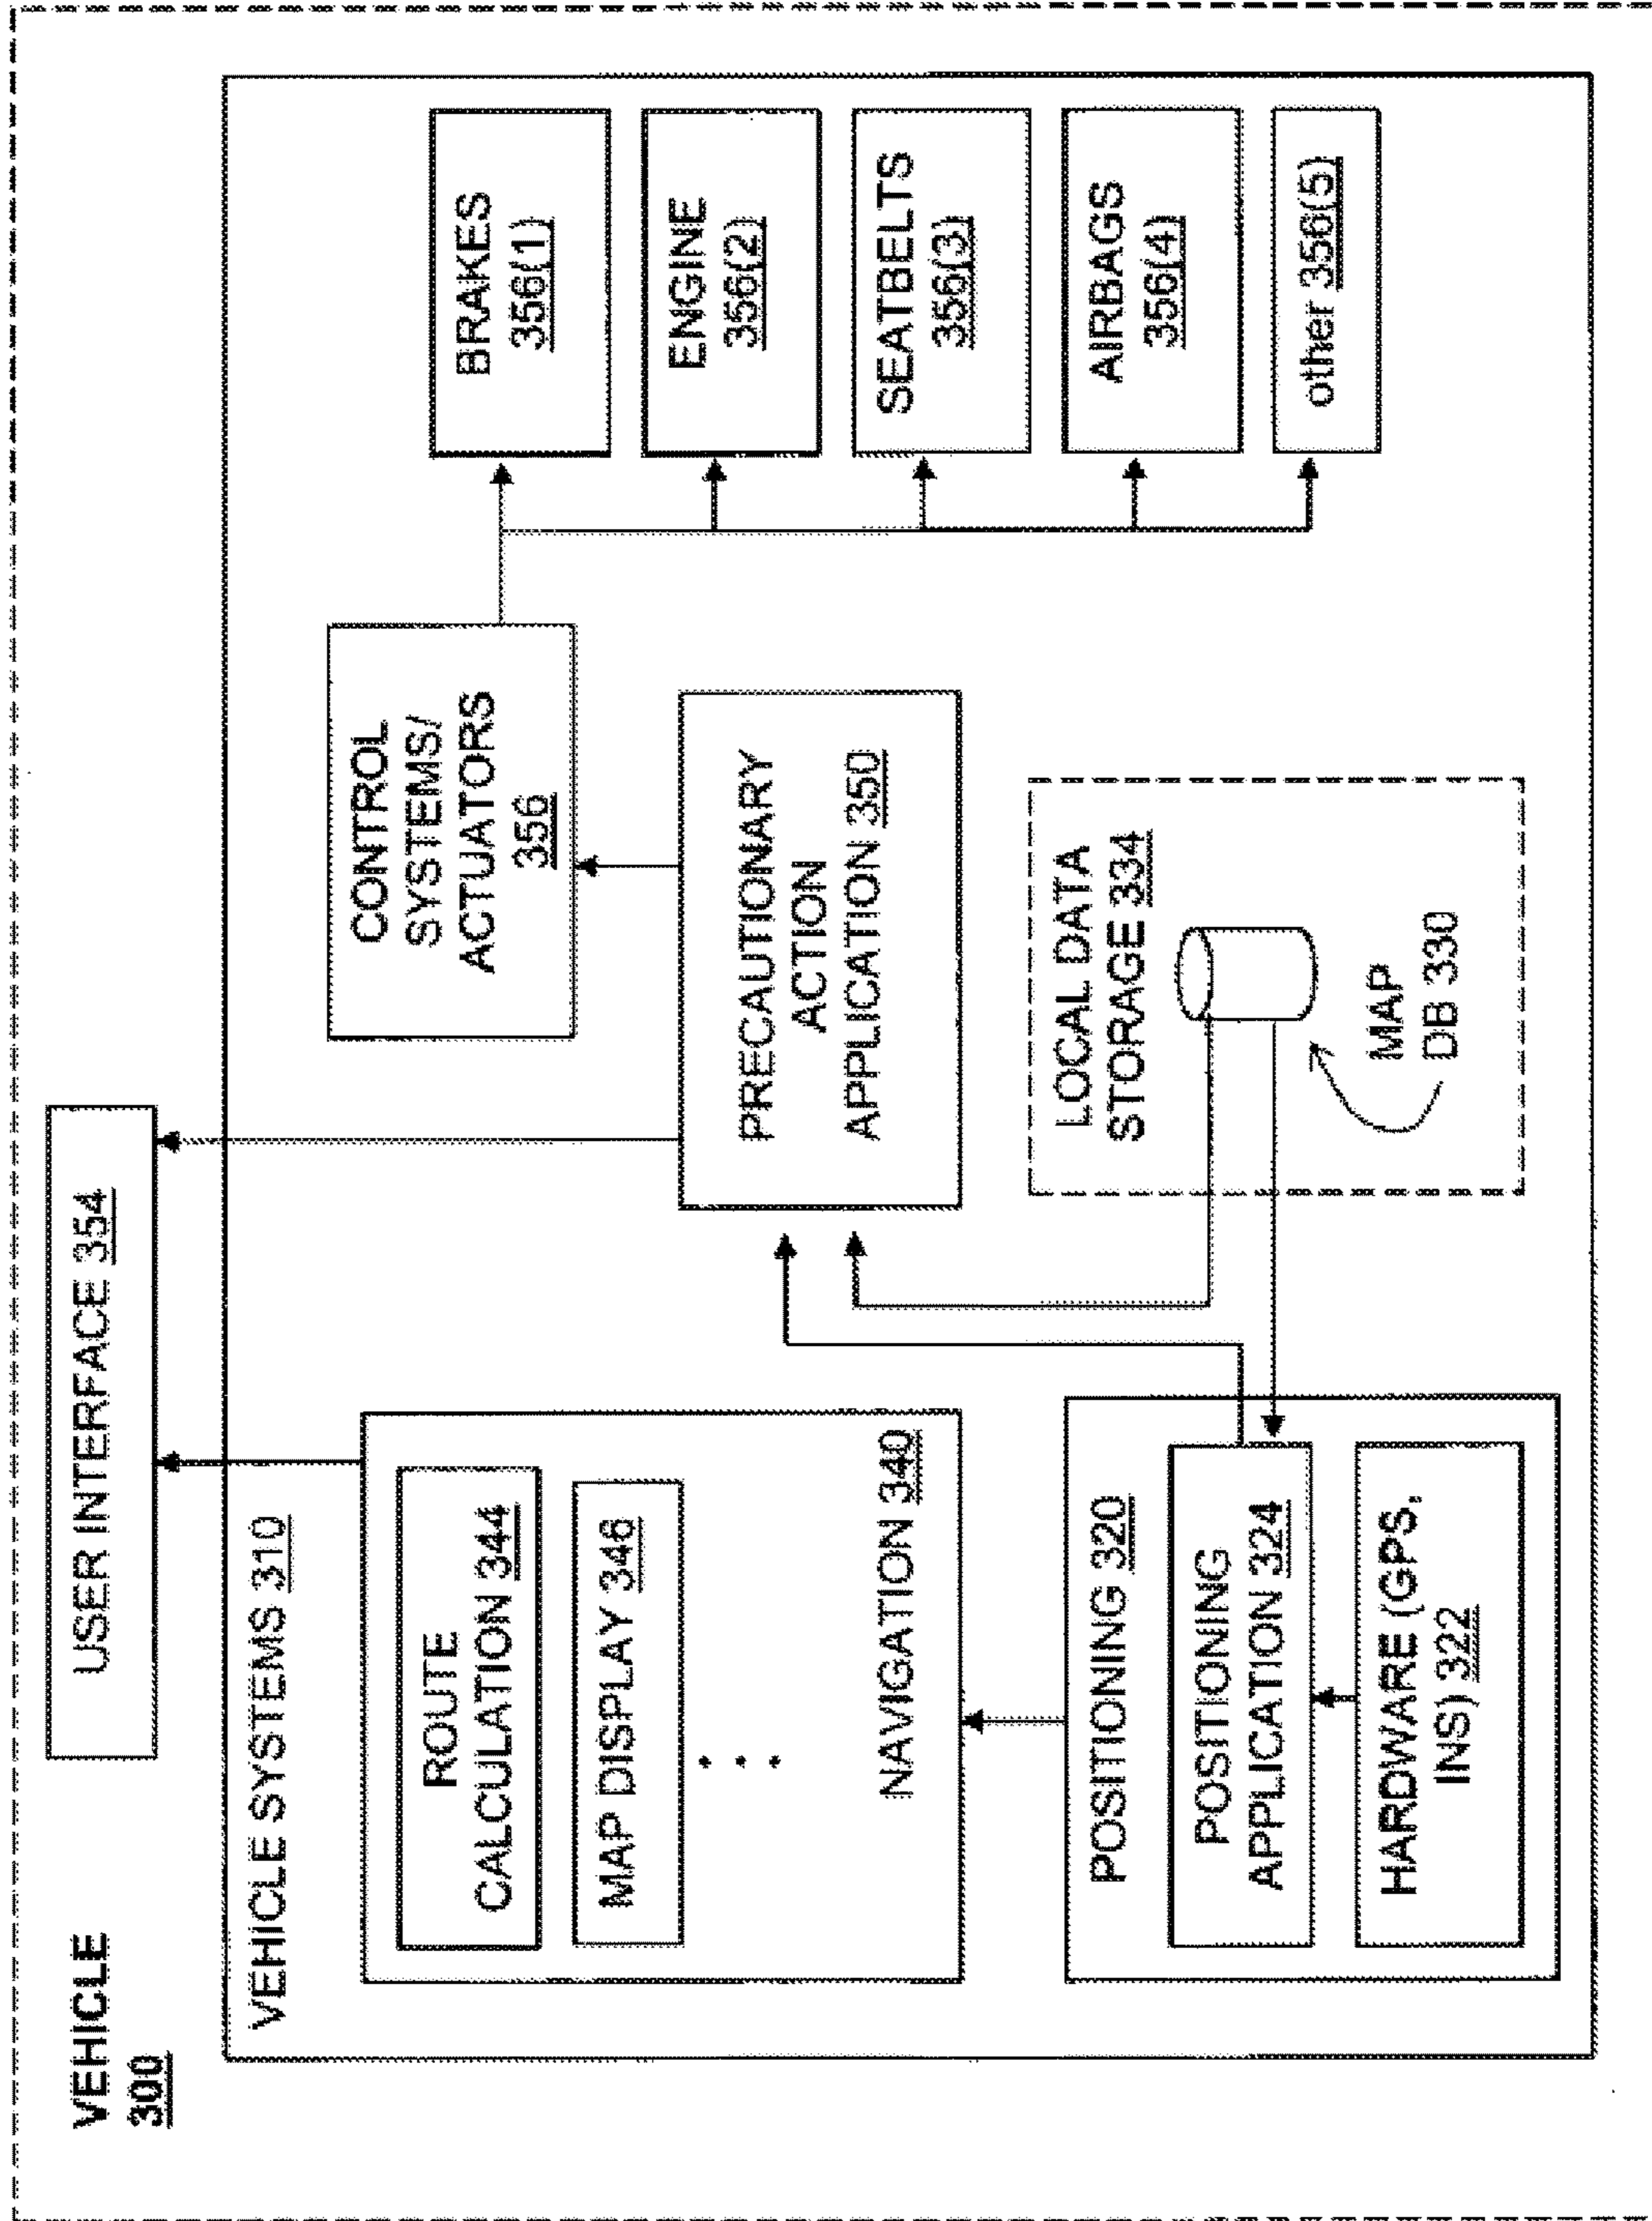 VEHICLE
300
USER INTERFACE 354
VEHICLE SYSTEMS 310
ROUTE
CALCULATION 344
MAP DISPLAY 346
NAVIGATION 340
POSITIONING 320
POSITIONING
APPLICATION 324
HARDWARE (GPS,
INS) 322
CONTROL
SYSTEMS/
ACTUATORS
356
PRECAUTIONARY
ACTION
APPLICATION 350
LOCAL DATA
STORAGE 334
MAP
DB 330
BRAKES
356(1)
ENGINE
356(2)
SEATBELTS
356(3)
AIRBAGS
356(4)
other 356(5)